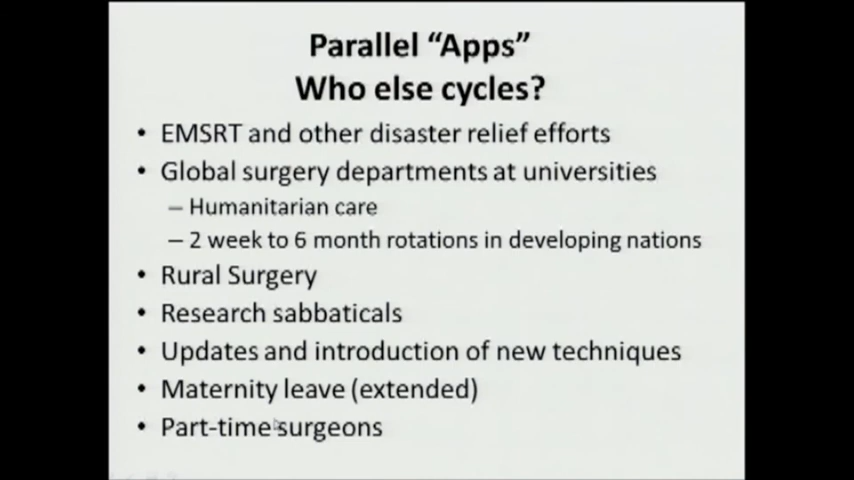 Parallel “Apps”
Who else cycles?
• EMSRT and other disaster relief efforts
• Global surgery departments at universities
– Humanitarian care
– 2 week to 6 month rotations in developing nations
• Rural Surgery
• Research sabbaticals
• Updates and introduction of new techniques
• Maternity leave (extended)
• Part-time surgeons